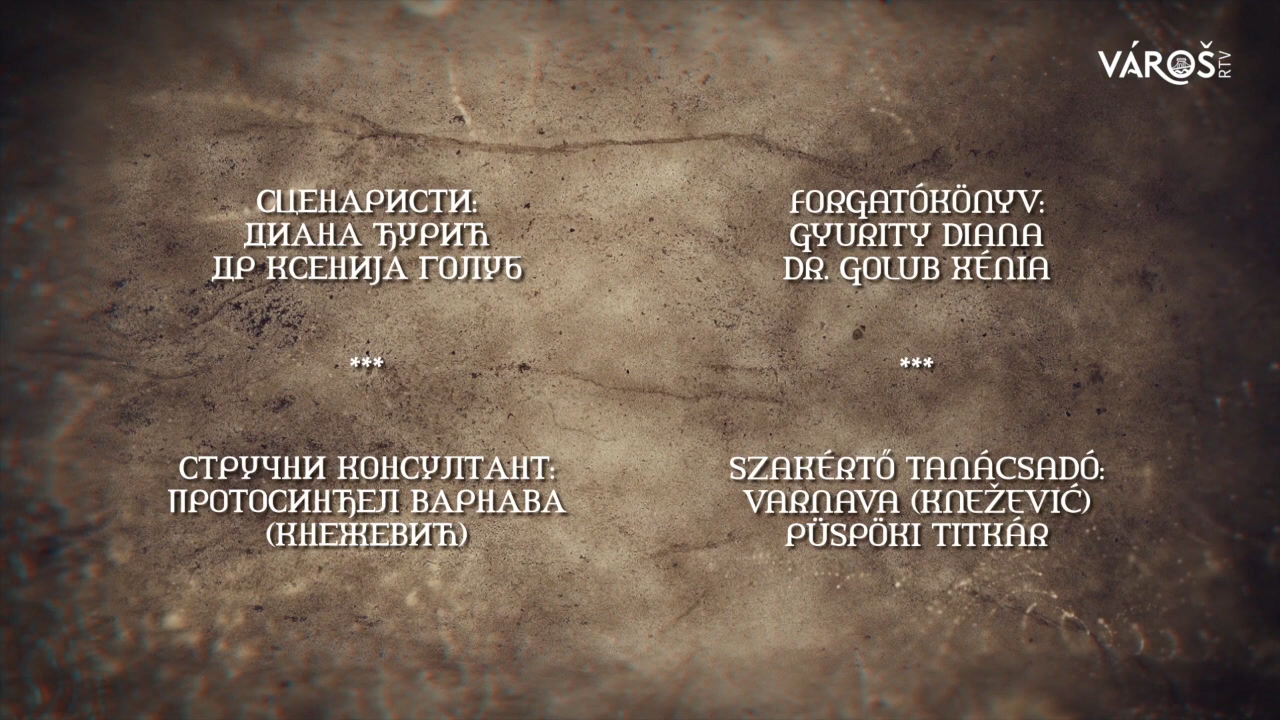 VÁROŠ RTV
СЦЕНАРИСТИ:
ДИАНА ЂУРИЋ
ДР КСЕНИЈА ГОЛУБ
***
СТРУЧНИ КОНСУЛТАНТ:
ПРОТОСИНЂЕЛ ВАРНАВА
(КНЕЖЕВИЋ)
FORGATÓKÖNYV:
GYURITY DIANA
DR. GOLUB XÉNIA
***
SZAKÉRTŐ TANÁCSADÓ:
VARNAVA (KNEŽEVIĆ)
PÜSPÖKI TITKÁR